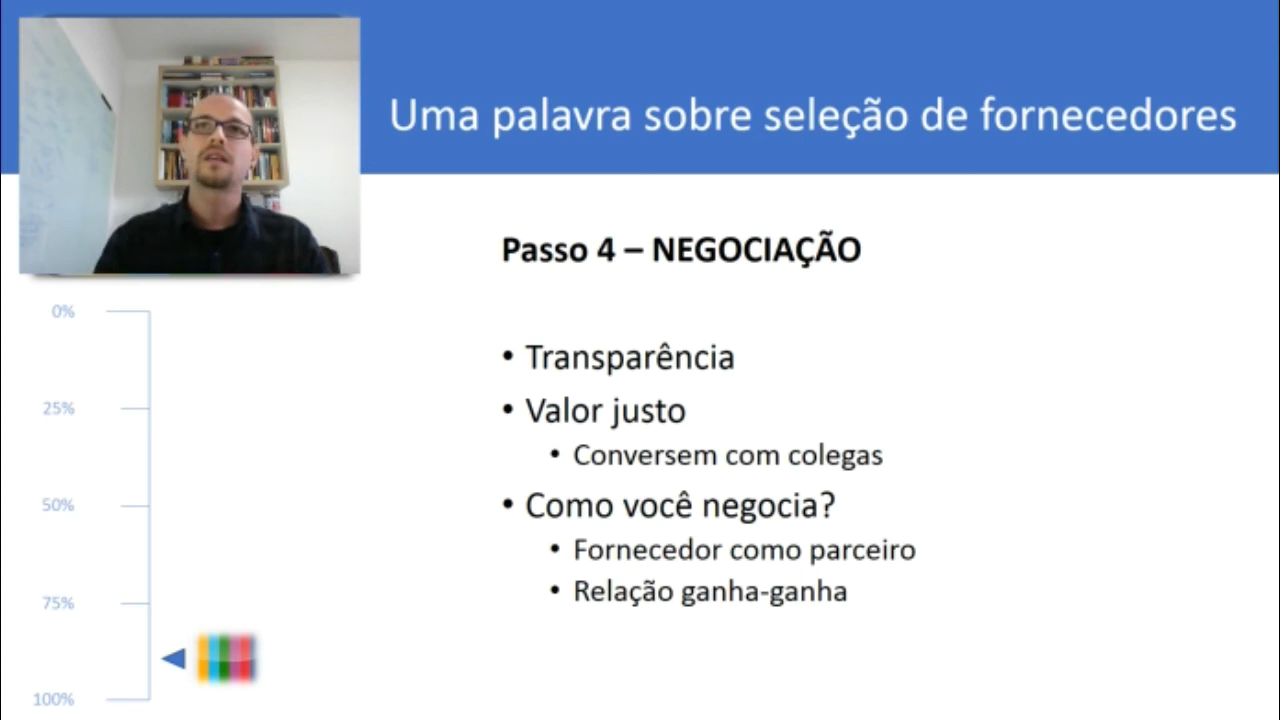 Uma palavra sobre seleção de fornecedores
Passo 4 – NEGOCIAÇÃO
• Transparência
• Valor justo
• Conversem com colegas
• Como você negocia?
• Fornecedor como parceiro
• Relação ganha-ganha
0%
25%
50%
75%
100%